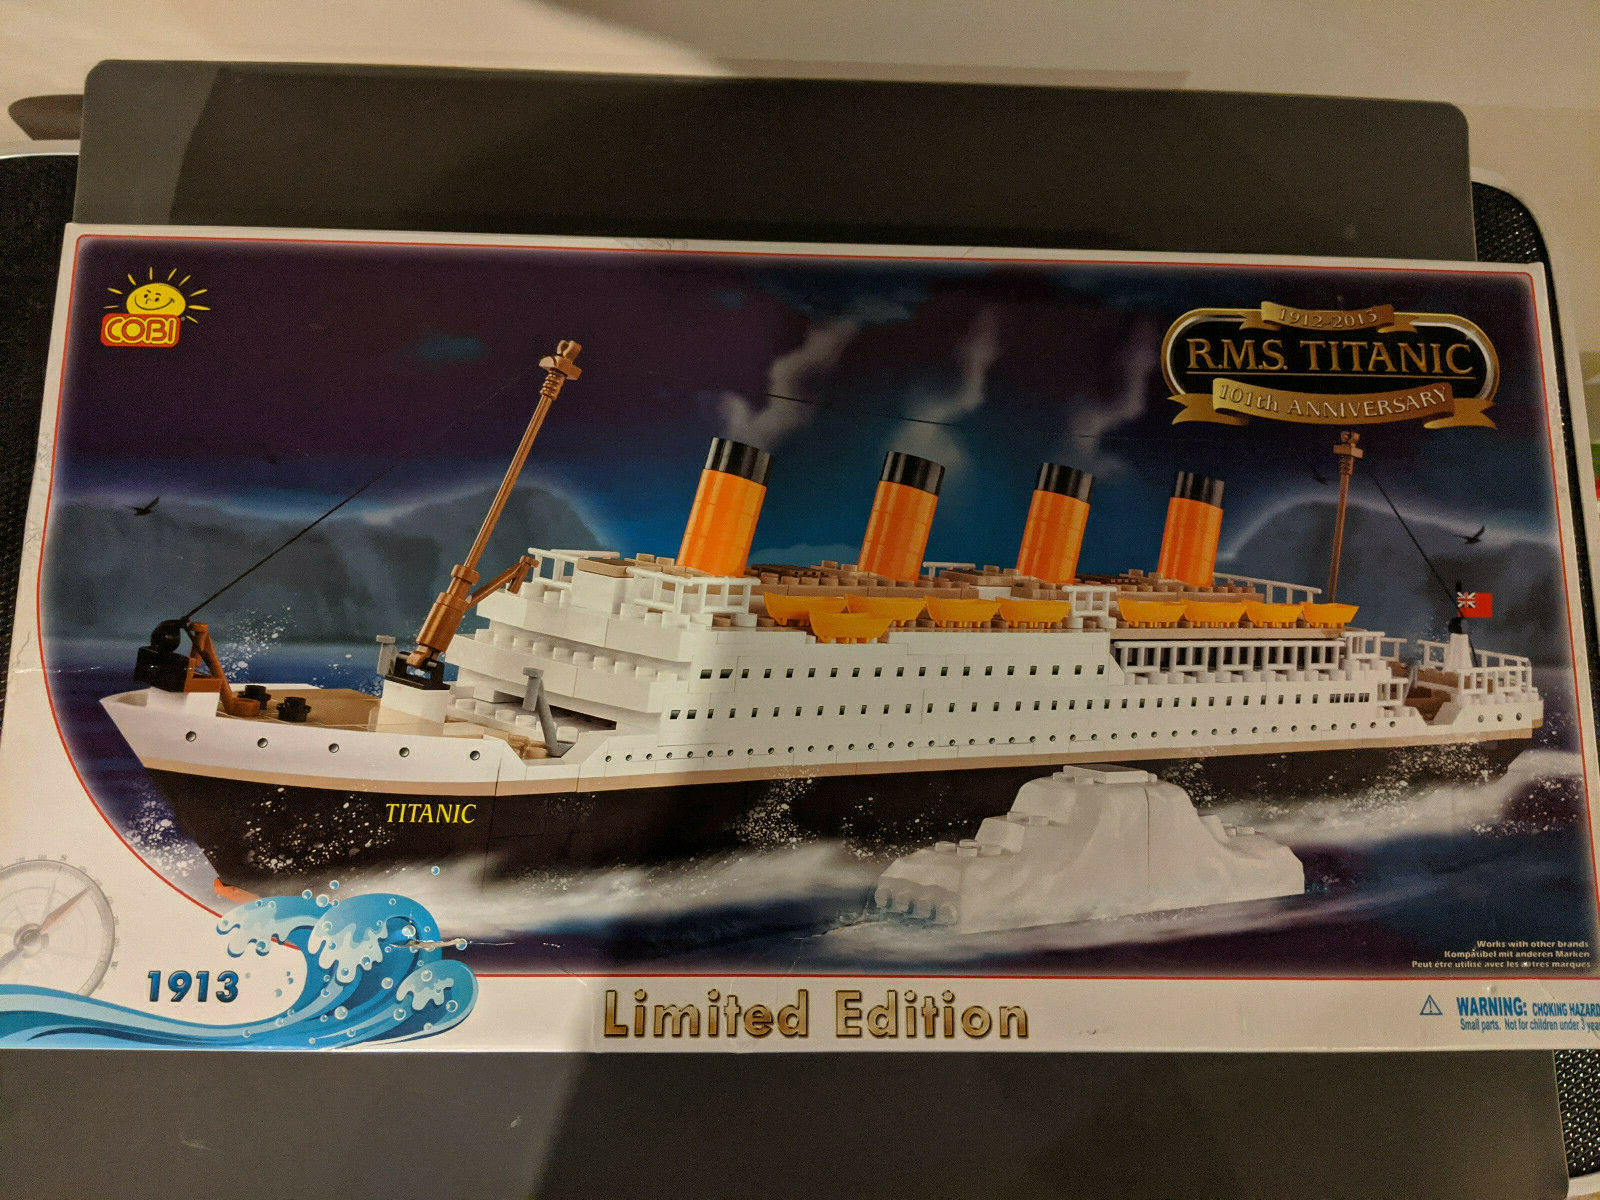 COBI
1912-2013
R.M.S. TITANIC
101th ANNIVERSARY
TITANIC
Works with other brands
Kompatibel mit anderen Marken
Peut être utilisé avec les autres marques
1913
Limited Edition
WARNING: CHOKING HAZARD
Small parts. Not for children under 3